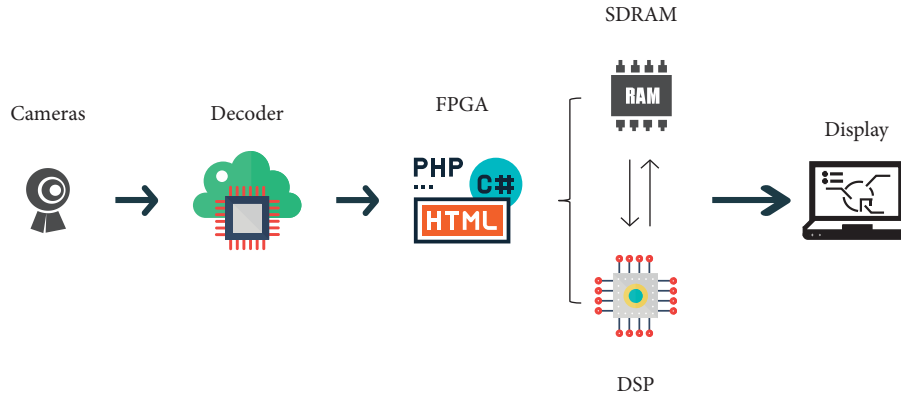 Cameras
Decoder
FPGA
PHP
C#
HTML
SDRAM
RAM
DSP
Display